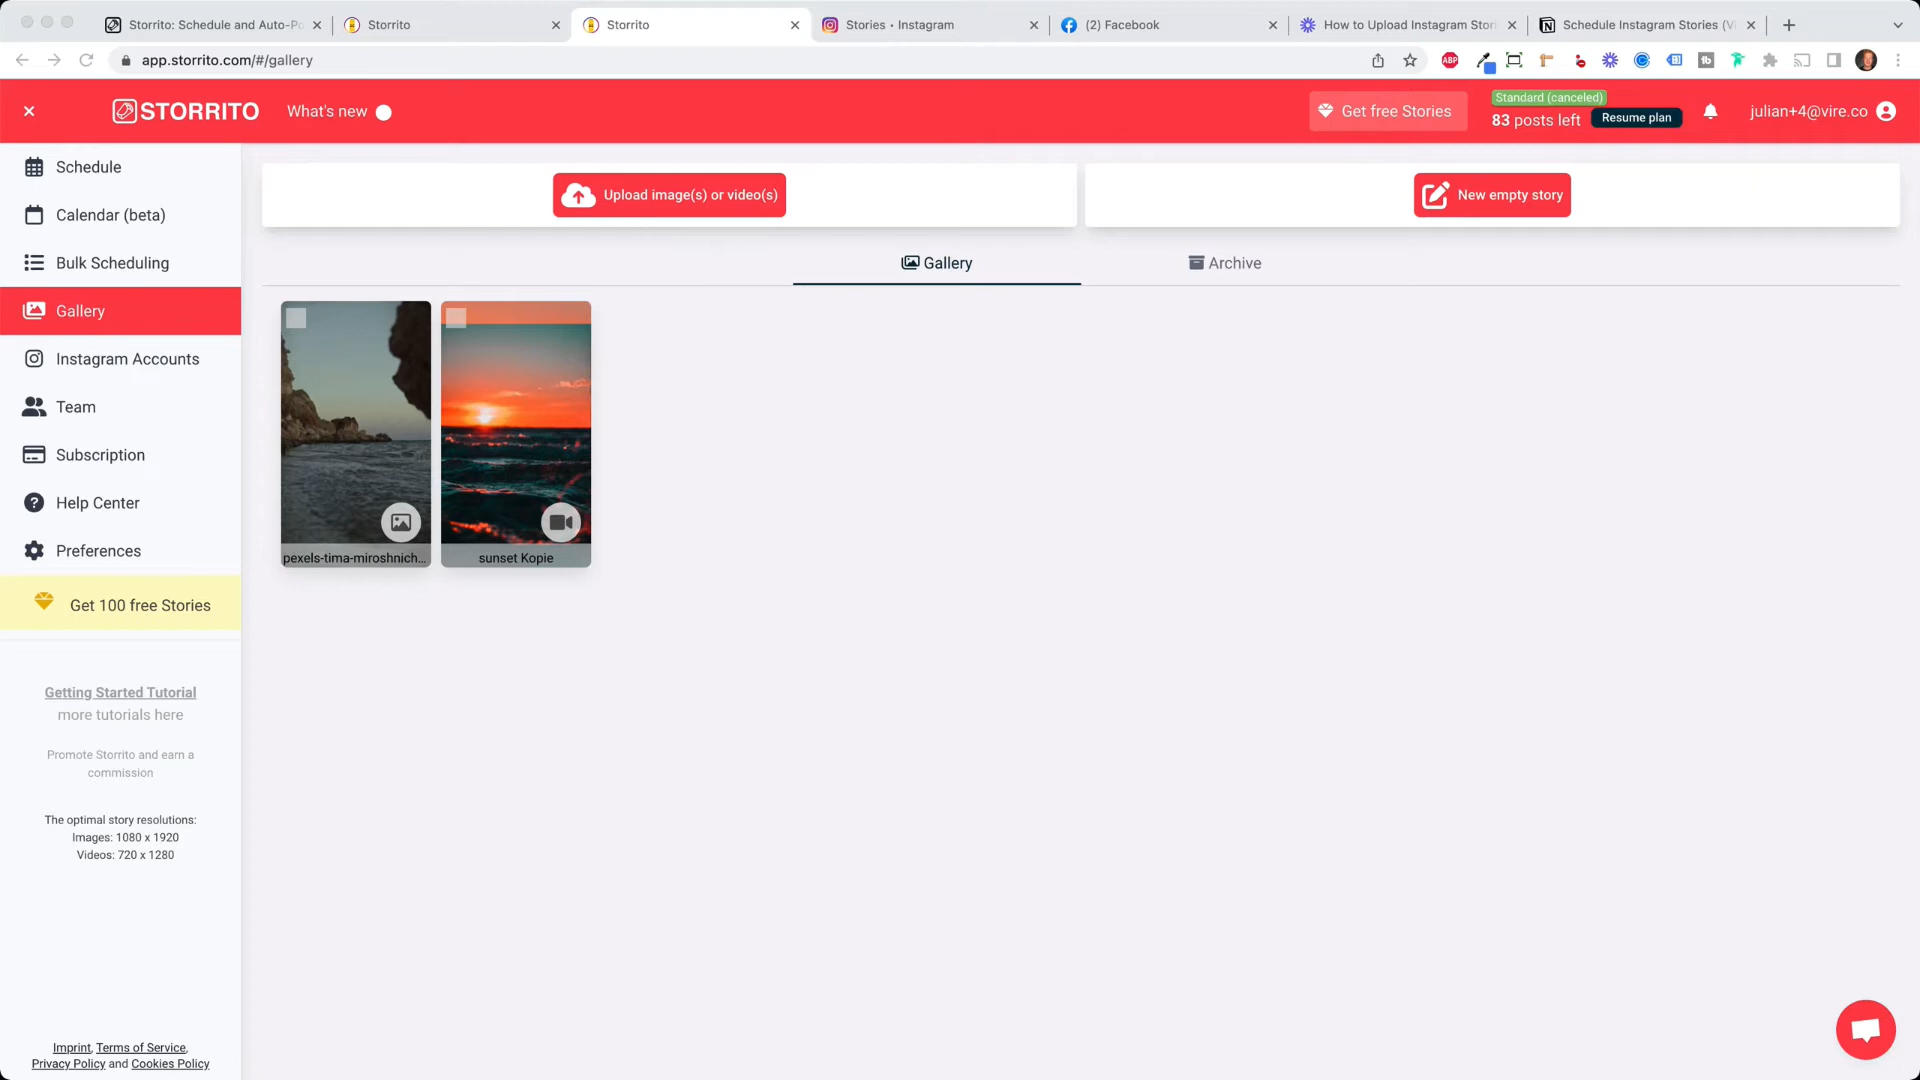 Storrito: Schedule and Auto-Po
Storrito
Storrito
Stories • Instagram
(2) Facebook
How to Upload Instagram Stori
Schedule Instagram Stories (Vi
app.storrito.com/#/gallery
ABP
STORRITO
What's new
Get free Stories
Standard (canceled)
83 posts left
Resume plan
julian+4@vire.co
Schedule
Calendar (beta)
Bulk Scheduling
Gallery
Instagram Accounts
Team
Subscription
Help Center
Preferences
Get 100 free Stories
Getting Started Tutorial
more tutorials here
Promote Storrito and earn a
commission
The optimal story resolutions:
Images: 1080 x 1920
Videos: 720 x 1280
Imprint, Terms of Service,
Privacy Policy and Cookies Policy
Upload image(s) or video(s)
New empty story
Gallery
Archive
pexels-tima-miroshnich...
sunset Kopie